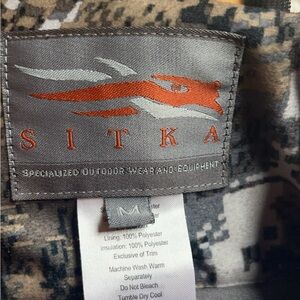 SITKA
SPECIALIZED OUTDOOR WEAR AND EQUIPMENT
M
Lining: 100% Polyester
insulation: 100% Polyester
Exclusive of Trim
Machine Wash Warm
Separately
Do Not Bleach
Tumble Dry Cool